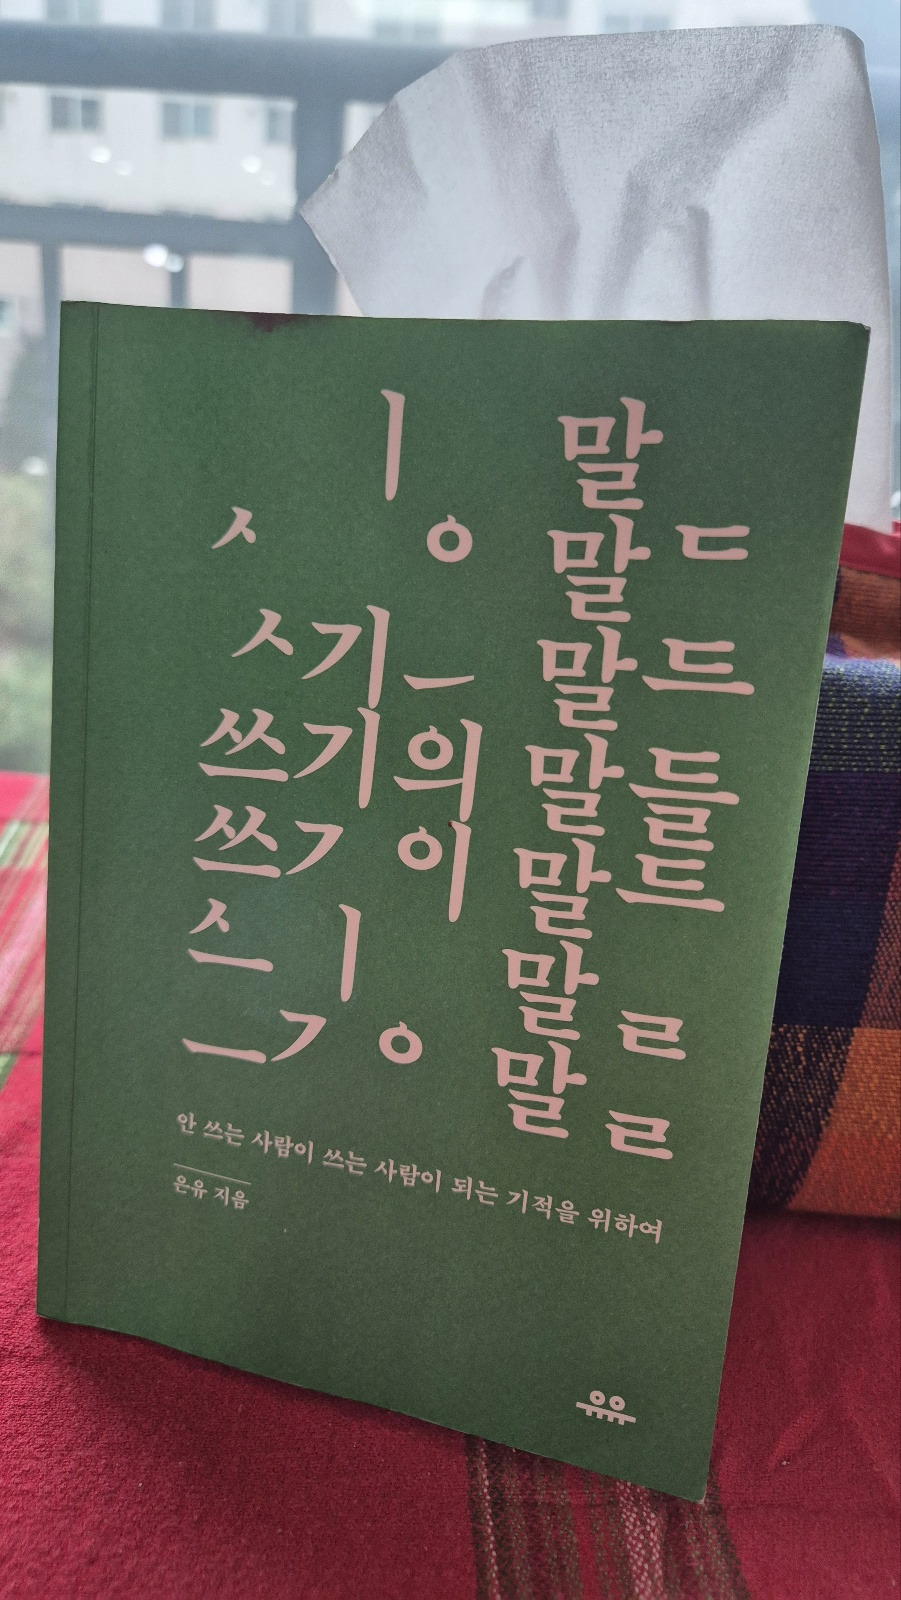 ㅣ 말
ㅅ ㅇ 말 ㄷ
ㅅ기ㅡ 말드
쓰기의 말들
쓰ㄱ이 말트
스ㅣ 말ㄹ
ㅡㄱㅇ 말ㄹ
안 쓰는 사람이 쓰는 사람이 되는 기적을 위하여
은유 지음
유유